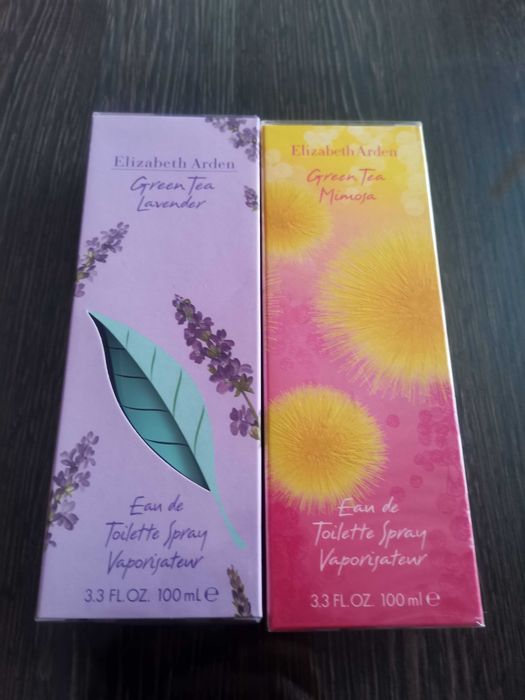 Elizabeth Arden
Green Tea
Lavender
Eau de
Toilette Spray
Vaporisateur
3.3 FL.OZ. 100 mL e
Elizabeth Arden
Green Tea
Mimosa
Eau de
Toilette Spray
Vaporisateur
3.3 FL.OZ. 100 mL e